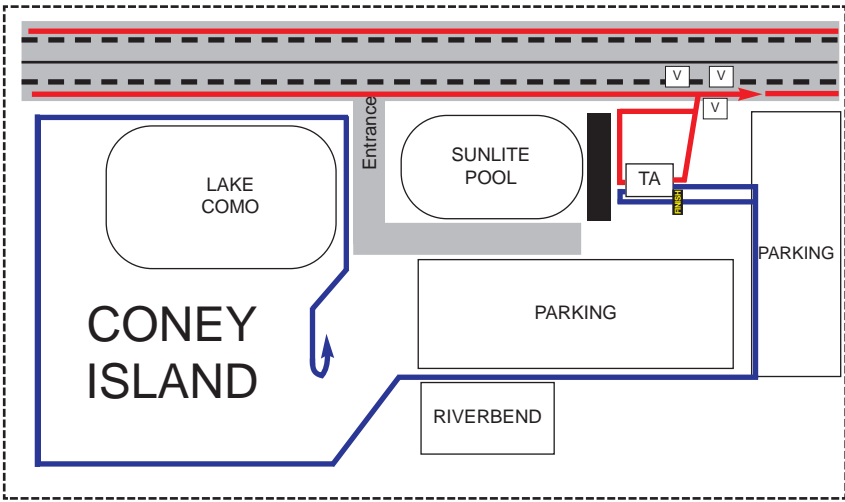 V
V
V
Entrance
SUNLITE
POOL
LAKE
COMO
TA
FINISH
PARKING
PARKING
CONEY
ISLAND
RIVERBEND